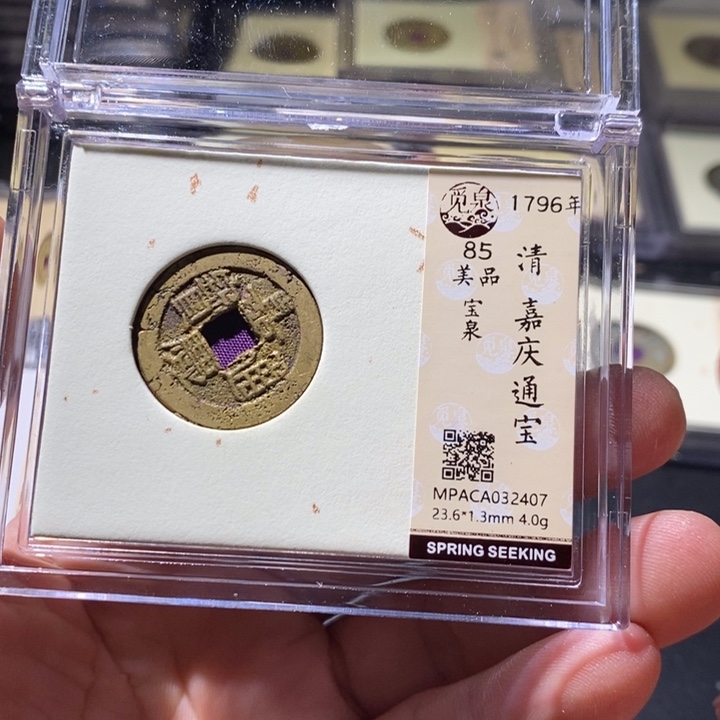 觅泉
1796年
清 嘉庆通宝
85
美品
宝泉
MPACA032407
23.6*1.3mm 4.0g
SPRING SEEKING